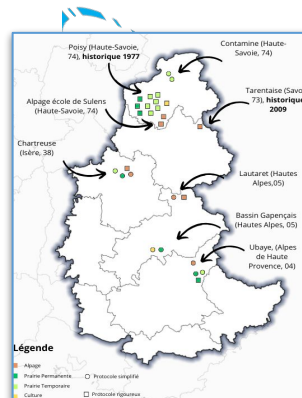 Poisy (Haute-Savoie,
74), historique 1977
Contamine (Haute-
Savoie, 74)
Alpage école de Sulens
(Haute-Savoie, 74)
Tarentaise (Savo
73), historique
2009
Chartreuse
(Isère, 38)
Lautaret (Hautes
Alpes,05)
Bassin Gapençais
(Hautes Alpes, 05)
Ubaye, (Alpes
de Haute
Provence, 04)
Légende
Alpage
Prairie Permanente
Protocole simplifié
Prairie Temporaire
Culture
Protocole rigoureux